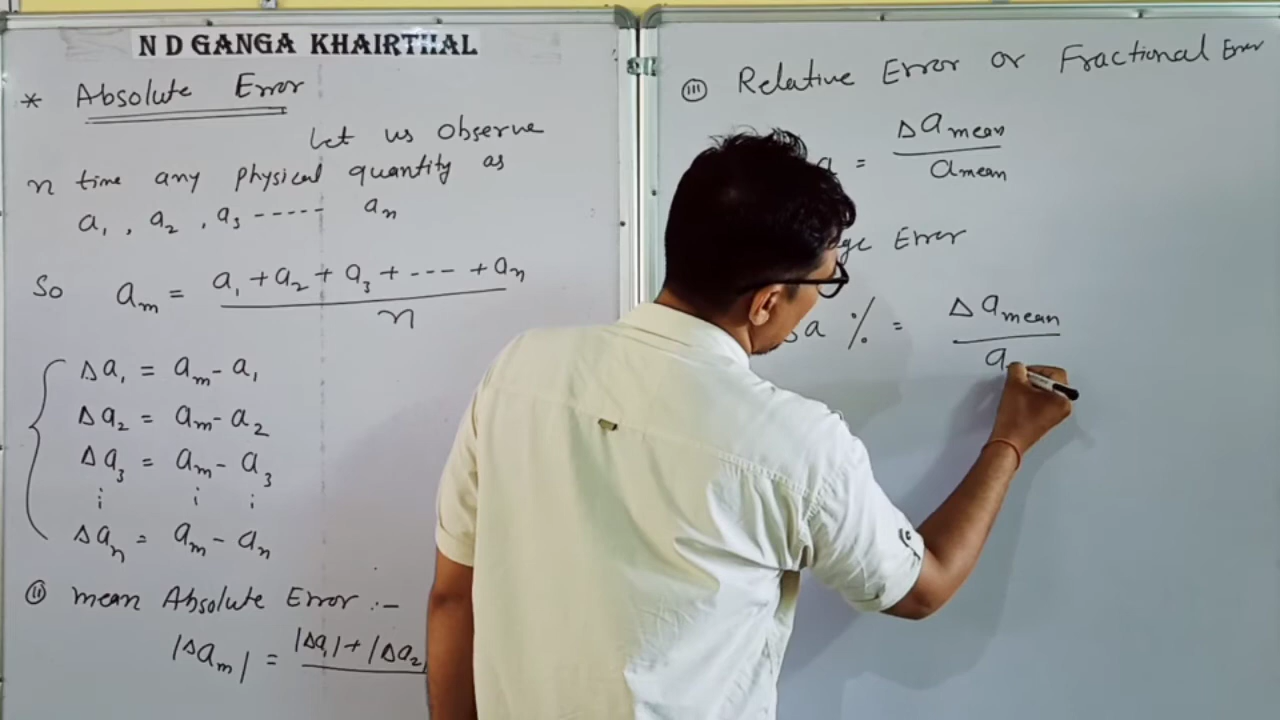 N D GANGA KHAIRTHAL
* Absolute Error
Let us observe
n time any physical quantity as
a₁ , a₂ , a₃ ----- aₙ
So aₘ = (a₁ + a₂ + a₃ + --- + aₙ) / n
Δa₁ = aₘ - a₁
Δa₂ = aₘ - a₂
Δa₃ = aₘ - a₃
⋮ ⋮ ⋮
Δaₙ = aₘ - aₙ
(ii) mean Absolute Error :-
|Δaₘ| = |Δa₁| + |Δa₂|
(iii) Relative Error or Fractional Error
a = Δa mean / a mean
ge Error
a % = Δa mean / a